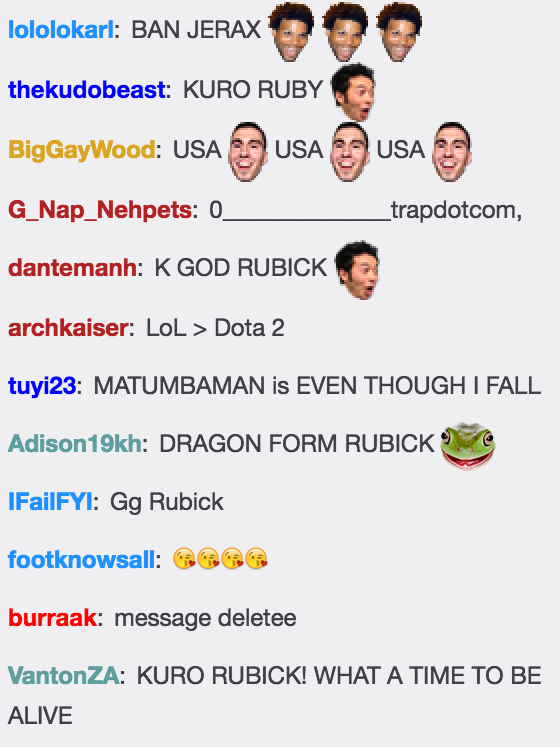 lololokarl: BAN JERAX
thekudobeast: KURO RUBY
BigGayWood: USA USA USA
G_Nap_Nehpets: 0______________trapdotcom,
dantemanh: K GOD RUBICK
archkaiser: LoL > Dota 2
tuyi23: MATUMBAMAN is EVEN THOUGH I FALL
Adison19kh: DRAGON FORM RUBICK
IFailFYI: Gg Rubick
footknowsall: 😘😘😘😘
burraak: message deletee
VantonZA: KURO RUBICK! WHAT A TIME TO BE
ALIVE